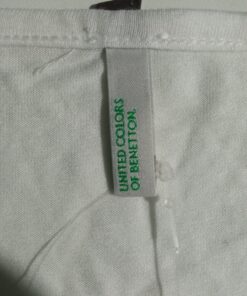 UNITED COLORS
OF BENETTON.